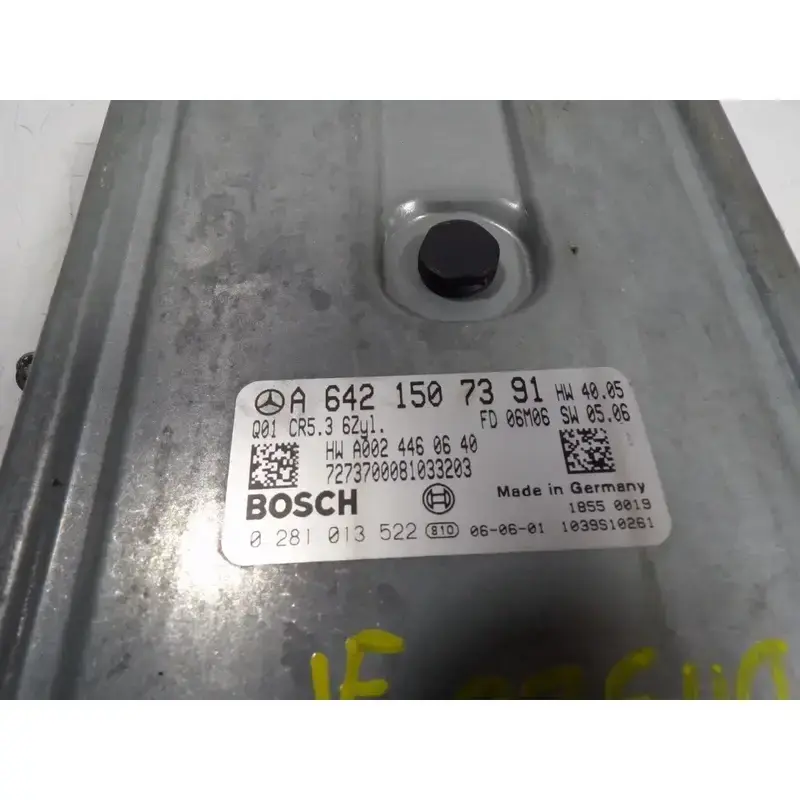 A 642 150 73 91 HW 40.05
Q01 CR5.3 6Zyl. FD 06M06 SW 05.06
HW A002 446 06 40
7273700081033203
BOSCH Made in Germany
1855 0019
0 281 013 522 810 06-06-01 1039S10261